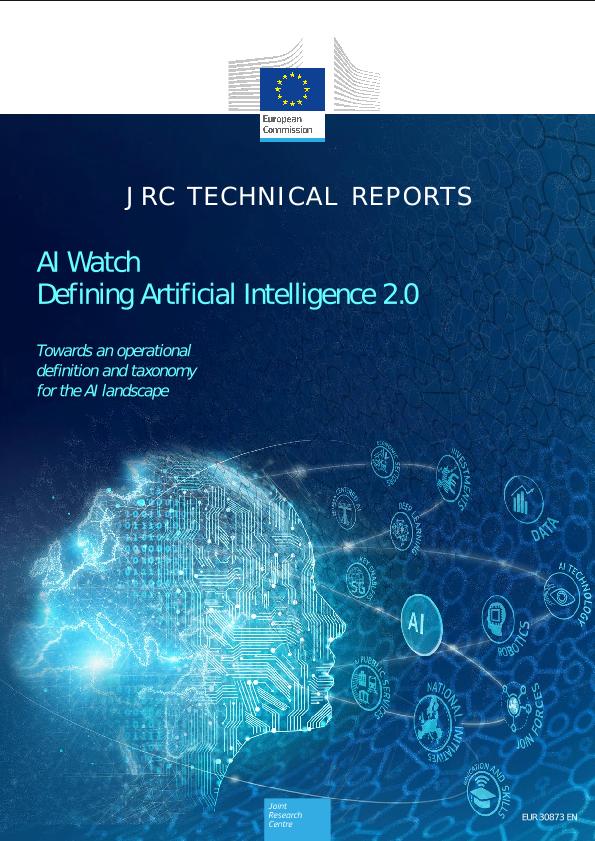 European
Commission
JRC TECHNICAL REPORTS
AI Watch
Defining Artificial Intelligence 2.0
Towards an operational
definition and taxonomy
for the AI landscape
INVESTMENTS
DATA
DEEP LEARNING
5G
AI TECHNOLOGY
AI
ROBOTICS
PUBLIC SERVICES
NATIONAL INITIATIVES
JOIN FORCES
EDUCATION AND SKILLS
Joint
Research
Centre
EUR 30873 EN